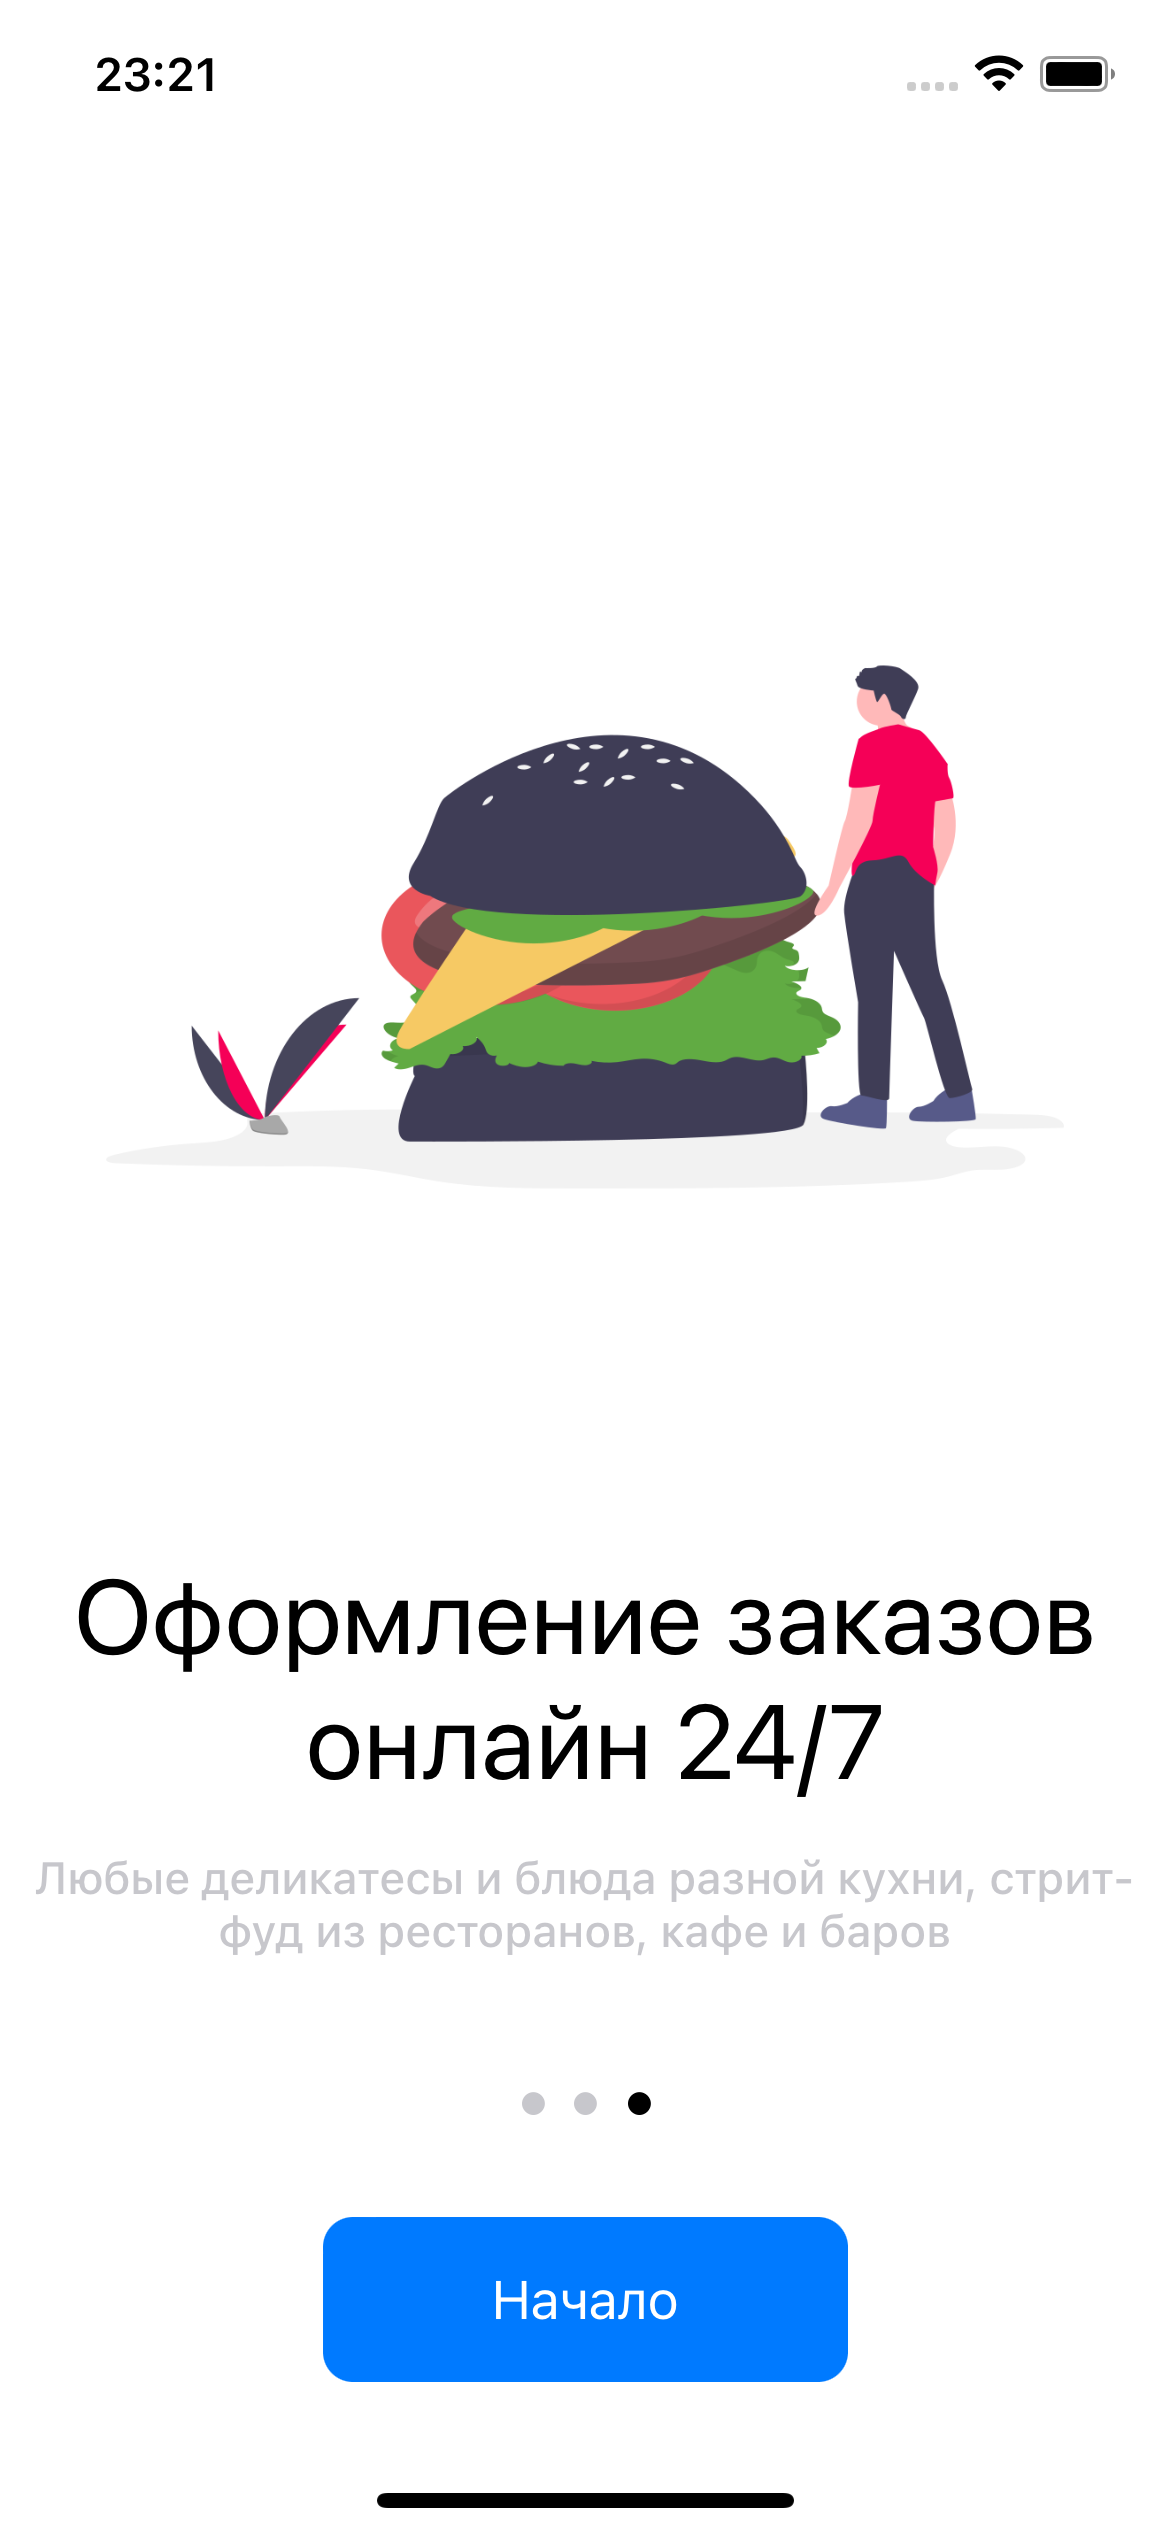 23:21
Оформление заказов
онлайн 24/7
Любые деликатесы и блюда разной кухни, стрит-
фуд из ресторанов, кафе и баров
Начало